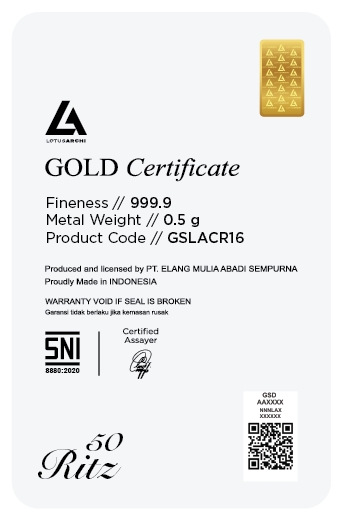 LOTUSARCHI
GOLD Certificate
Fineness // 999.9
Metal Weight // 0.5 g
Product Code // GSLACR16
Produced and licensed by PT. ELANG MULIA ABADI SEMPURNA
Proudly Made in INDONESIA
WARRANTY VOID IF SEAL IS BROKEN
Garansi tidak berlaku jika kemasan rusak
SNI
8880:2020
Certified
Assayer
GSD
AAXXXX
NNNLAX
XXXXXX
50
Ritz